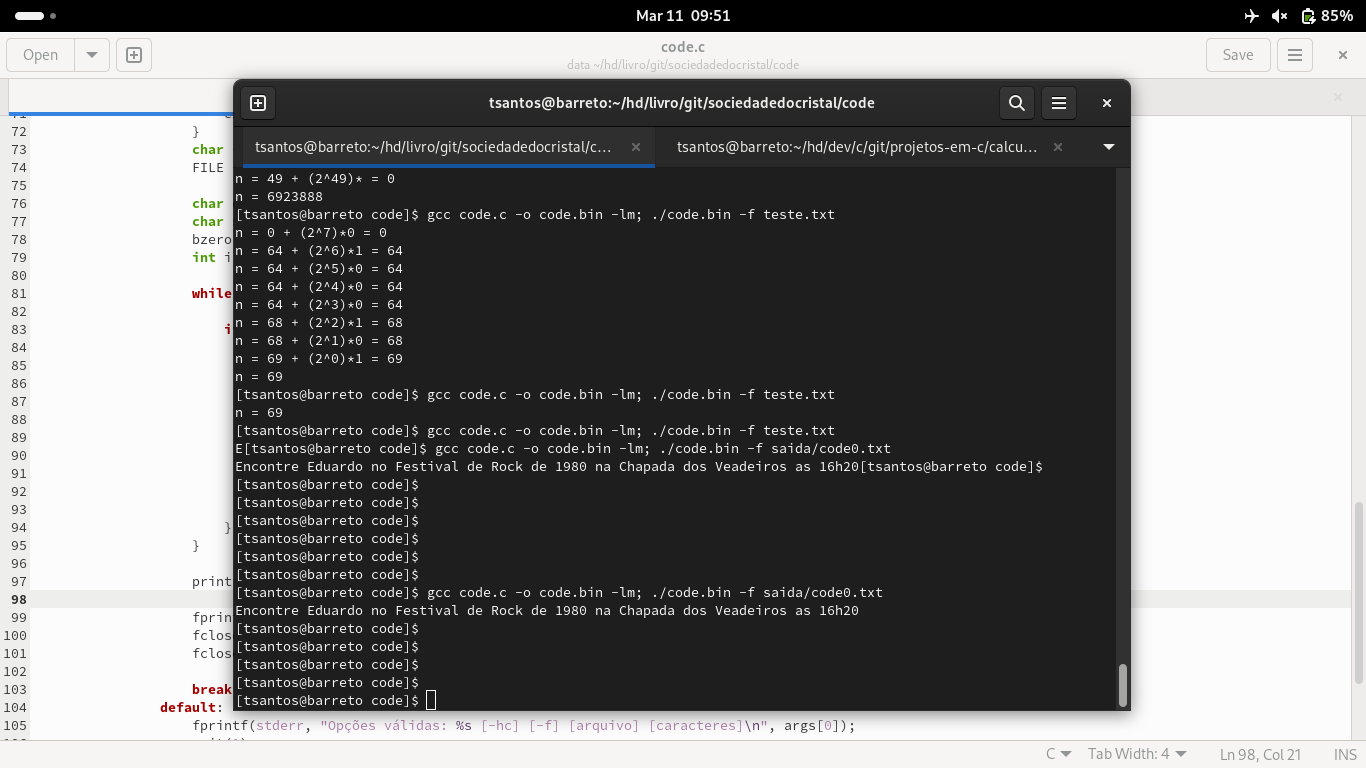 Mar 11 09:51
85%
Open
code.c
data ~/hd/livro/git/sociedadedocristal/code
Save
tsantos@barreto:~/hd/livro/git/sociedadedocristal/code
tsantos@barreto:~/hd/livro/git/sociedadedocristal/c...
tsantos@barreto:~/hd/dev/c/git/projetos-em-c/calcu...
n = 49 + (2^49)* = 0
n = 6923888
[tsantos@barreto code]$ gcc code.c -o code.bin -lm; ./code.bin -f teste.txt
n = 0 + (2^7)*0 = 0
n = 64 + (2^6)*1 = 64
n = 64 + (2^5)*0 = 64
n = 64 + (2^4)*0 = 64
n = 64 + (2^3)*0 = 64
n = 68 + (2^2)*1 = 68
n = 68 + (2^1)*0 = 68
n = 69 + (2^0)*1 = 69
n = 69
[tsantos@barreto code]$ gcc code.c -o code.bin -lm; ./code.bin -f teste.txt
n = 69
[tsantos@barreto code]$ gcc code.c -o code.bin -lm; ./code.bin -f teste.txt
E[tsantos@barreto code]$ gcc code.c -o code.bin -lm; ./code.bin -f saida/code0.txt
Encontre Eduardo no Festival de Rock de 1980 na Chapada dos Veadeiros as 16h20[tsantos@barreto code]$
[tsantos@barreto code]$
[tsantos@barreto code]$
[tsantos@barreto code]$
[tsantos@barreto code]$
[tsantos@barreto code]$
[tsantos@barreto code]$
[tsantos@barreto code]$ gcc code.c -o code.bin -lm; ./code.bin -f saida/code0.txt
Encontre Eduardo no Festival de Rock de 1980 na Chapada dos Veadeiros as 16h20
[tsantos@barreto code]$
[tsantos@barreto code]$
[tsantos@barreto code]$
[tsantos@barreto code]$
[tsantos@barreto code]$
71
72 }
73 char
74 FILE
75
76 char
77 char
78 bzero
79 int i
80
81 while
82
83 i
84
85
86
87
88
89
90
91
92
93
94 }
95 }
96
97 print
98
99 fprin
100 fclos
101 fclos
102
103 break
104 default:
105 fprintf(stderr, "Opções válidas: %s [-hc] [-f] [arquivo] [caracteres]\n", args[0]);
C
Tab Width: 4
Ln 98, Col 21
INS